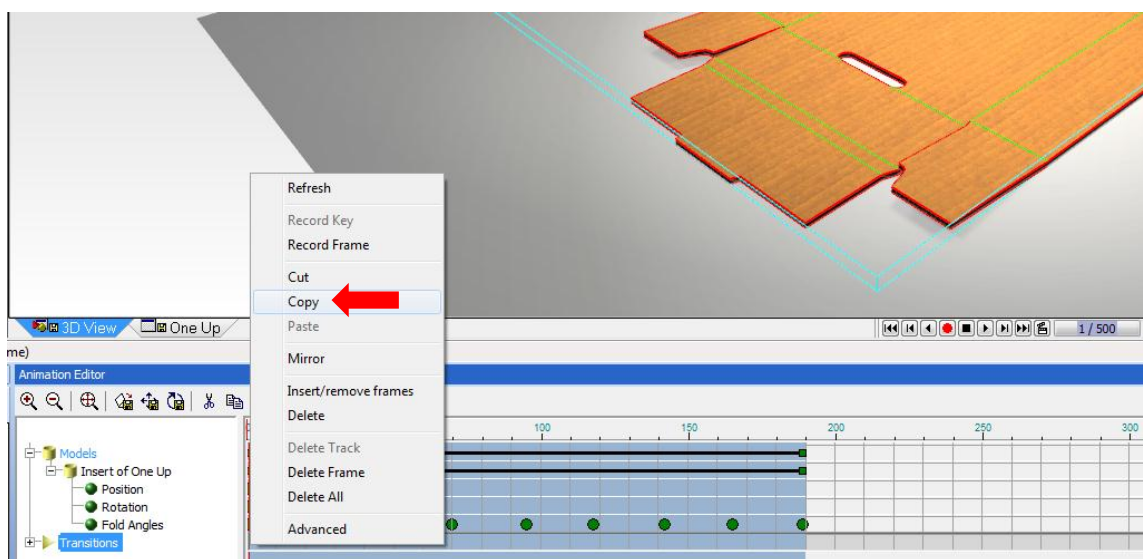 Refresh
Record Key
Record Frame
Cut
Copy
Paste
Mirror
Insert/remove frames
Delete
Delete Track
Delete Frame
Delete All
Advanced
3D View
One Up
1 / 500
me)
Animation Editor
100
150
200
250
300
Models
Insert of One Up
Position
Rotation
Fold Angles
Transitions